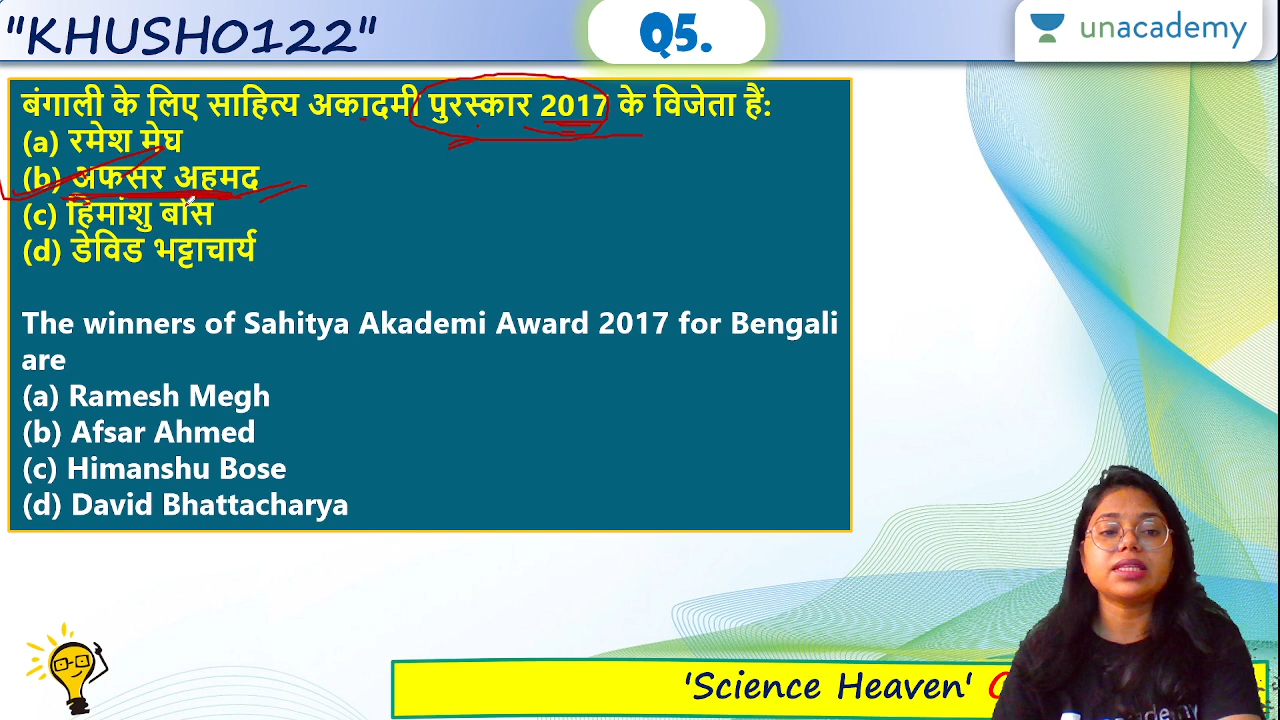 "KHUSHO122"
Q5.
unacademy
बंगाली के लिए साहित्य अकादमी पुरस्कार 2017 के विजेता हैं:
(a) रमेश मेघ
(b) अफसर अहमद
(c) हिमांशु बोस
(d) डेविड भट्टाचार्य
The winners of Sahitya Akademi Award 2017 for Bengali
are
(a) Ramesh Megh
(b) Afsar Ahmed
(c) Himanshu Bose
(d) David Bhattacharya
'Science Heaven'